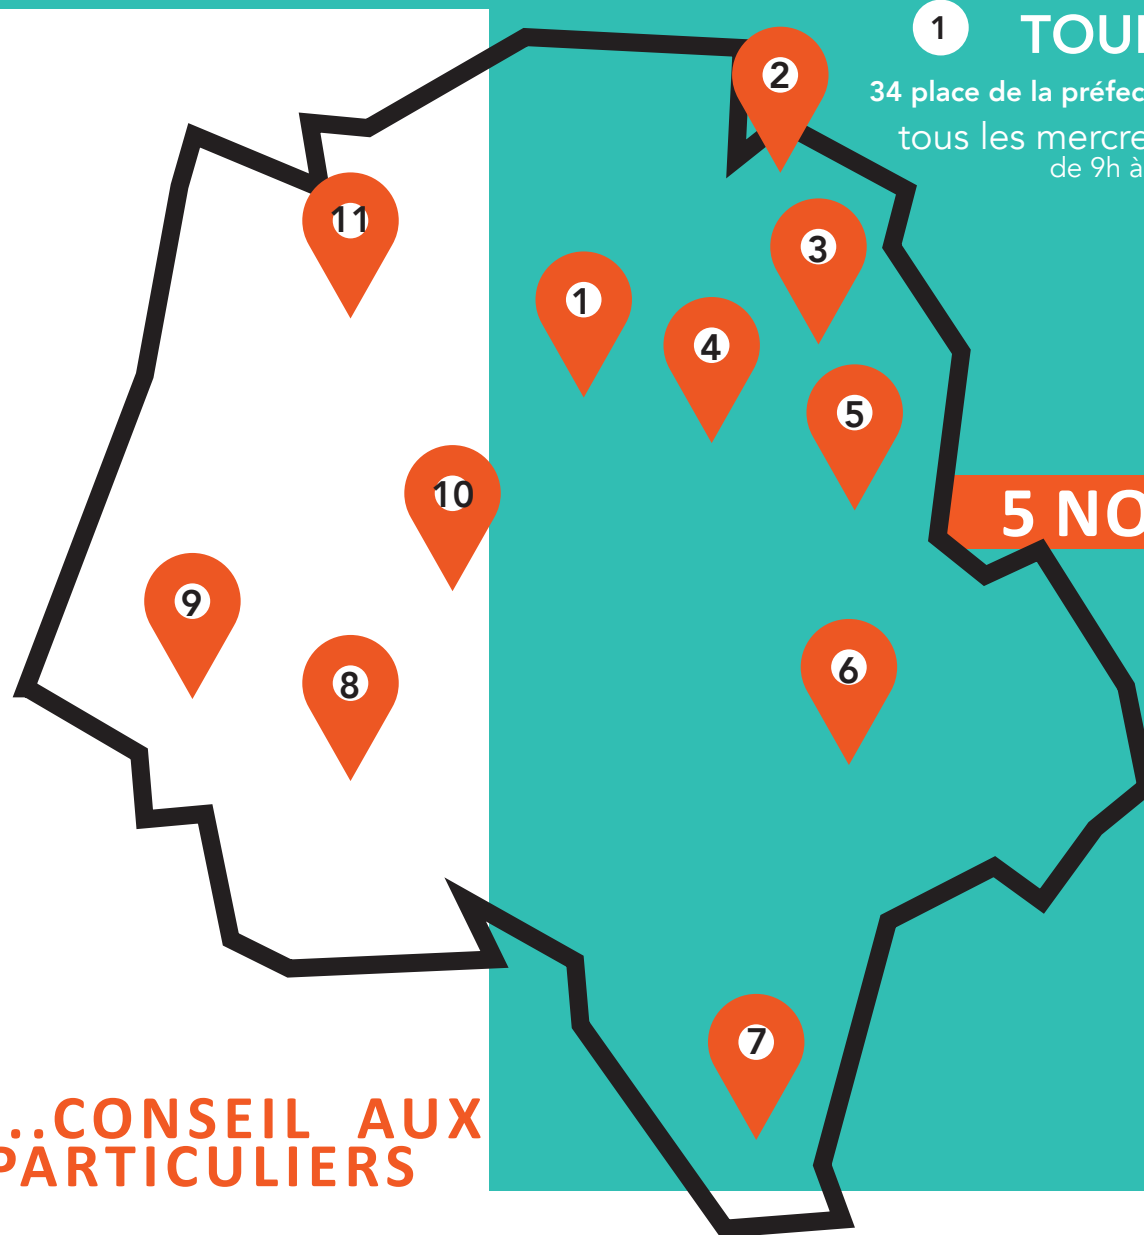 1 TOU
34 place de la préfec
tous les mercre
de 9h à
2
11
3
1
4
5
10
5 NO
9
8
6
7
..CONSEIL AUX
PARTICULIERS